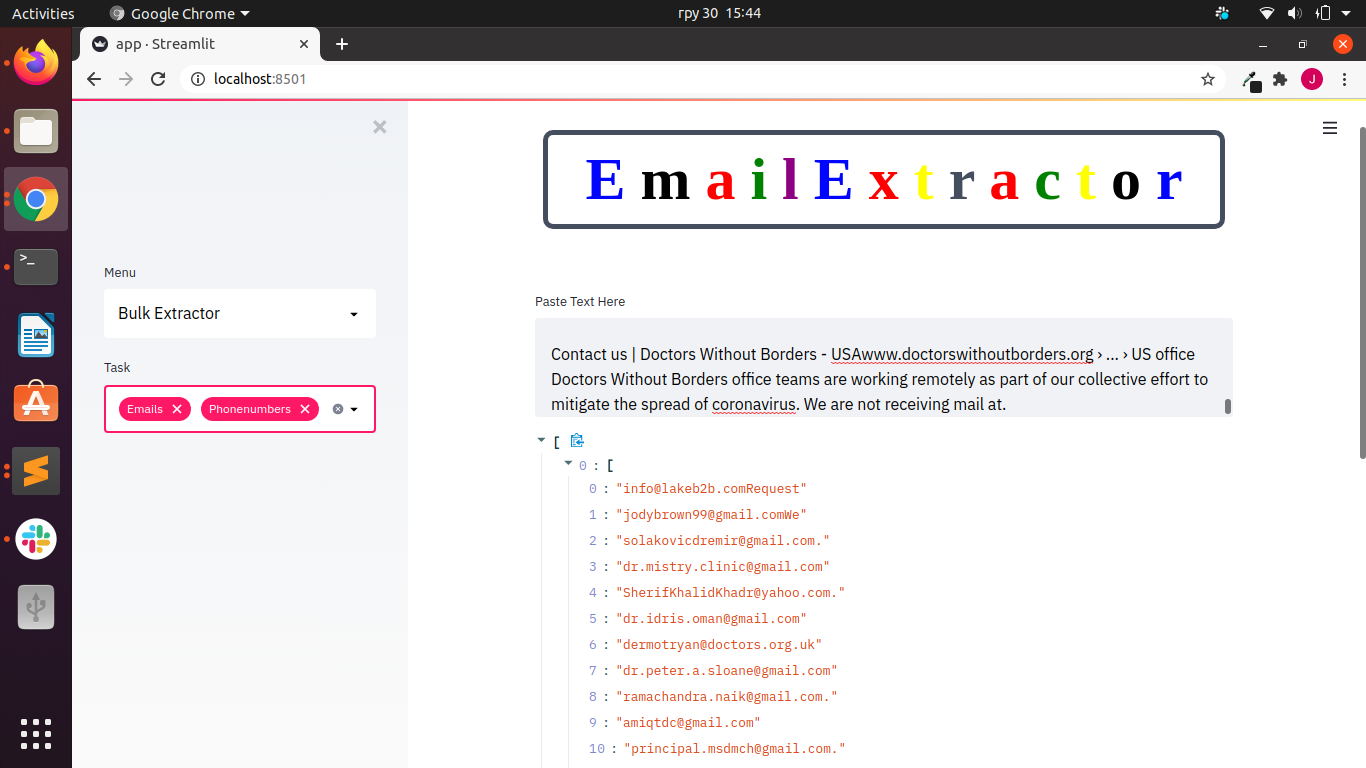 Activities
Google Chrome
гру 30 15:44
app · Streamlit
localhost:8501
J
Menu
Bulk Extractor
Task
Emails
Phonenumbers
E m a i l E x t r a c t o r
Paste Text Here
Contact us | Doctors Without Borders - USAwww.doctorswithoutborders.org › ... › US office
Doctors Without Borders office teams are working remotely as part of our collective effort to
mitigate the spread of coronavirus. We are not receiving mail at.
[
0 : [
0 : "info@lakeb2b.comRequest"
1 : "jodybrown99@gmail.comWe"
2 : "solakovicdremir@gmail.com."
3 : "dr.mistry.clinic@gmail.com"
4 : "SherifKhalidKhadr@yahoo.com."
5 : "dr.idris.oman@gmail.com"
6 : "dermotryan@doctors.org.uk"
7 : "dr.peter.a.sloane@gmail.com"
8 : "ramachandra.naik@gmail.com."
9 : "amiqtdc@gmail.com"
10 : "principal.msdmch@gmail.com."